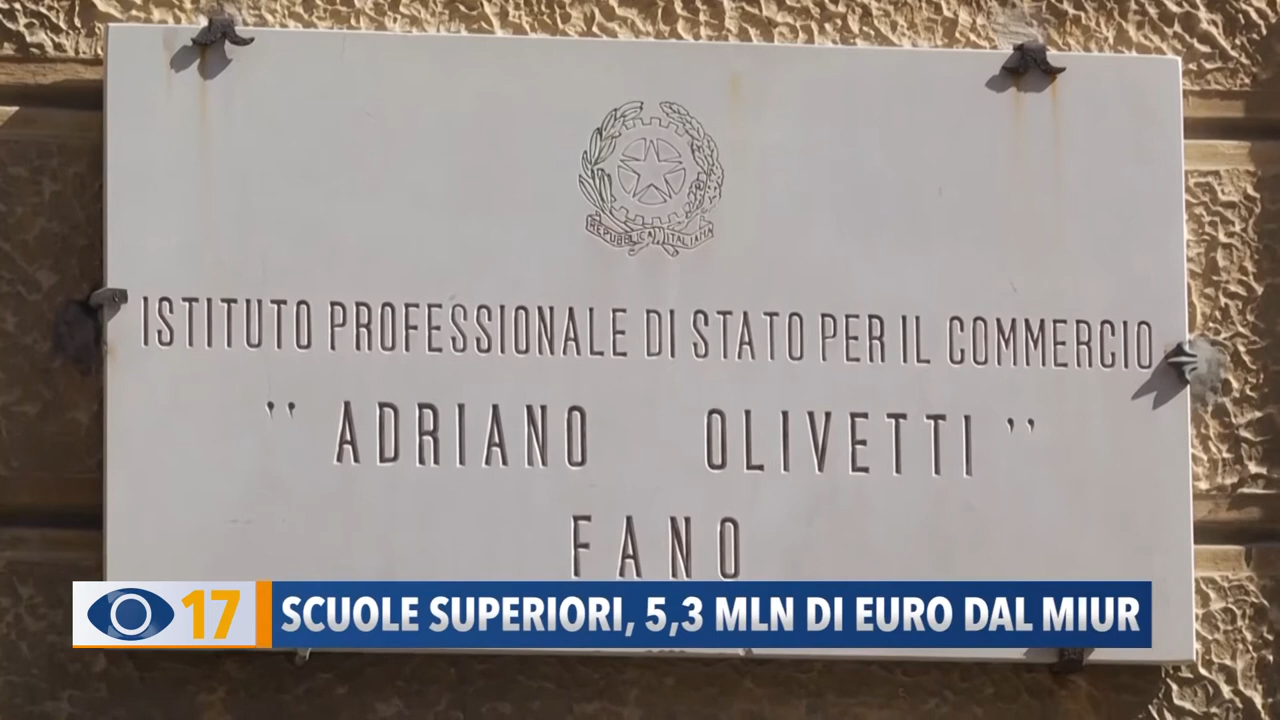 REPUBBLICA ITALIANA
ISTITUTO PROFESSIONALE DI STATO PER IL COMMERCIO
" ADRIANO OLIVETTI "
FANO
17 SCUOLE SUPERIORI, 5,3 MLN DI EURO DAL MIUR